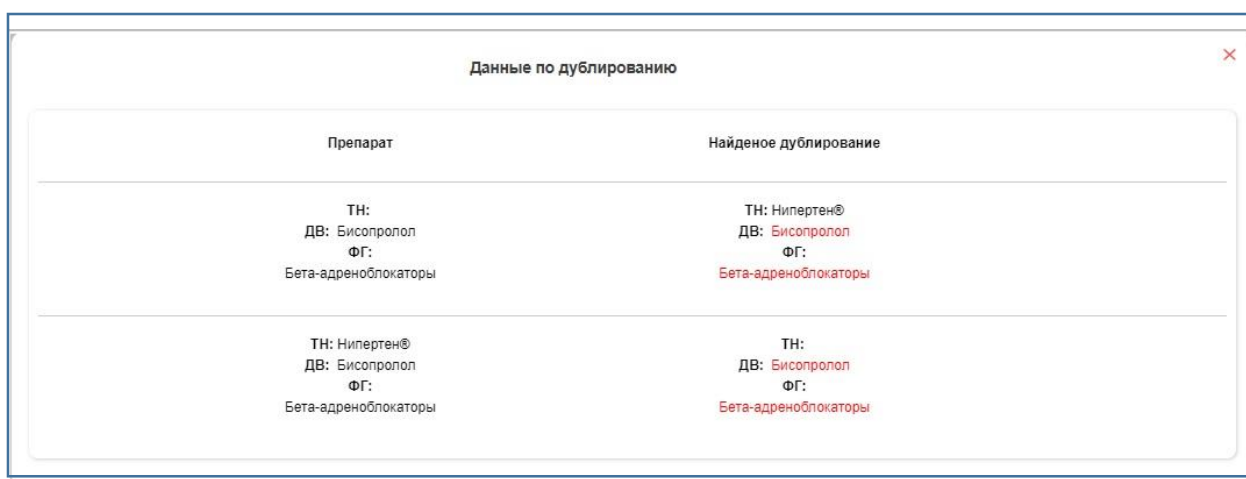 Данные по дублированию
Препарат Найденое дублирование
ТН: ТН: Нипертен®
ДВ: Бисопролол ДВ: Бисопролол
ФГ: ФГ:
Бета-адреноблокаторы Бета-адреноблокаторы
ТН: Нипертен® ТН:
ДВ: Бисопролол ДВ: Бисопролол
ФГ: ФГ:
Бета-адреноблокаторы Бета-адреноблокаторы